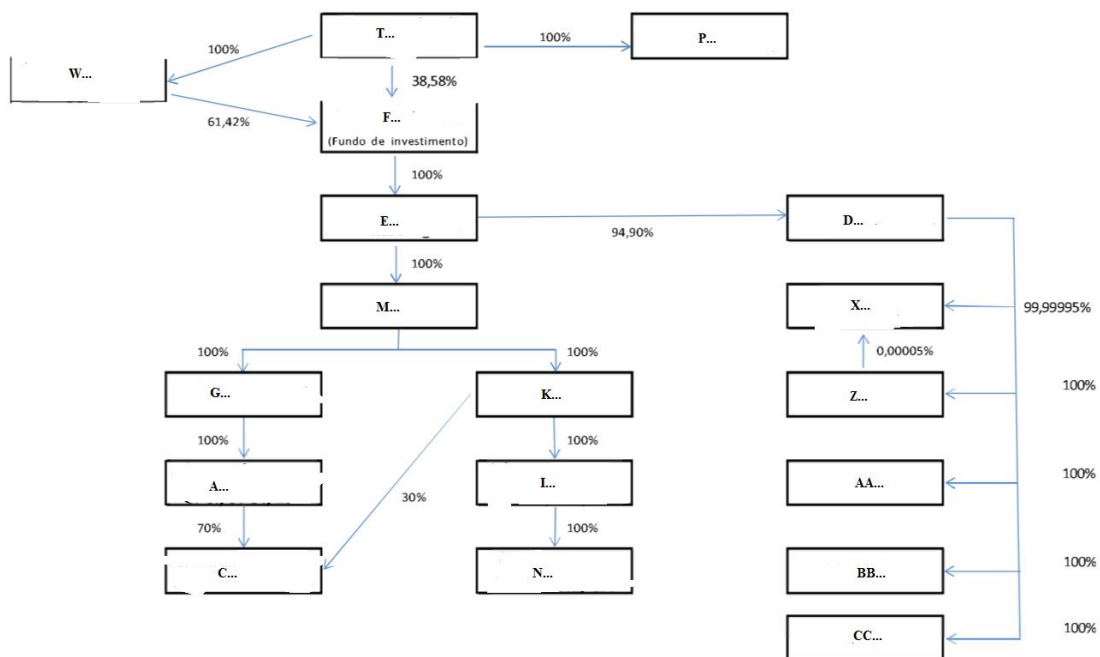 T...
100%
P...
100%
W...
38,58%
61,42%
F...
(Fundo de investimento)
100%
E...
94,90%
D...
100%
M...
X...
99,99995%
100%
100%
0,00005%
G...
K...
Z...
100%
100%
100%
A...
30%
I...
AA...
100%
70%
100%
C...
N...
BB...
100%
CC...
100%